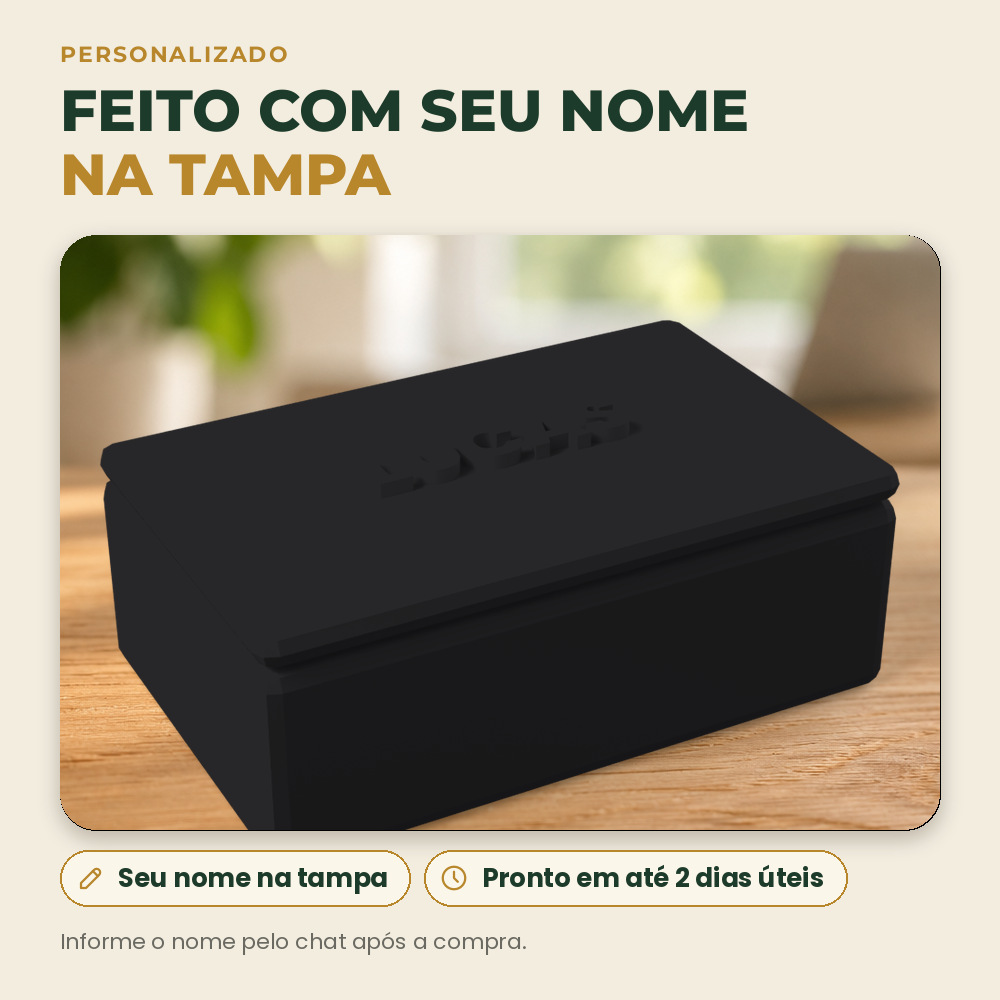 PERSONALIZADO
FEITO COM SEU NOME
NA TAMPA
Seu nome na tampa
Pronto em até 2 dias úteis
Informe o nome pelo chat após a compra.